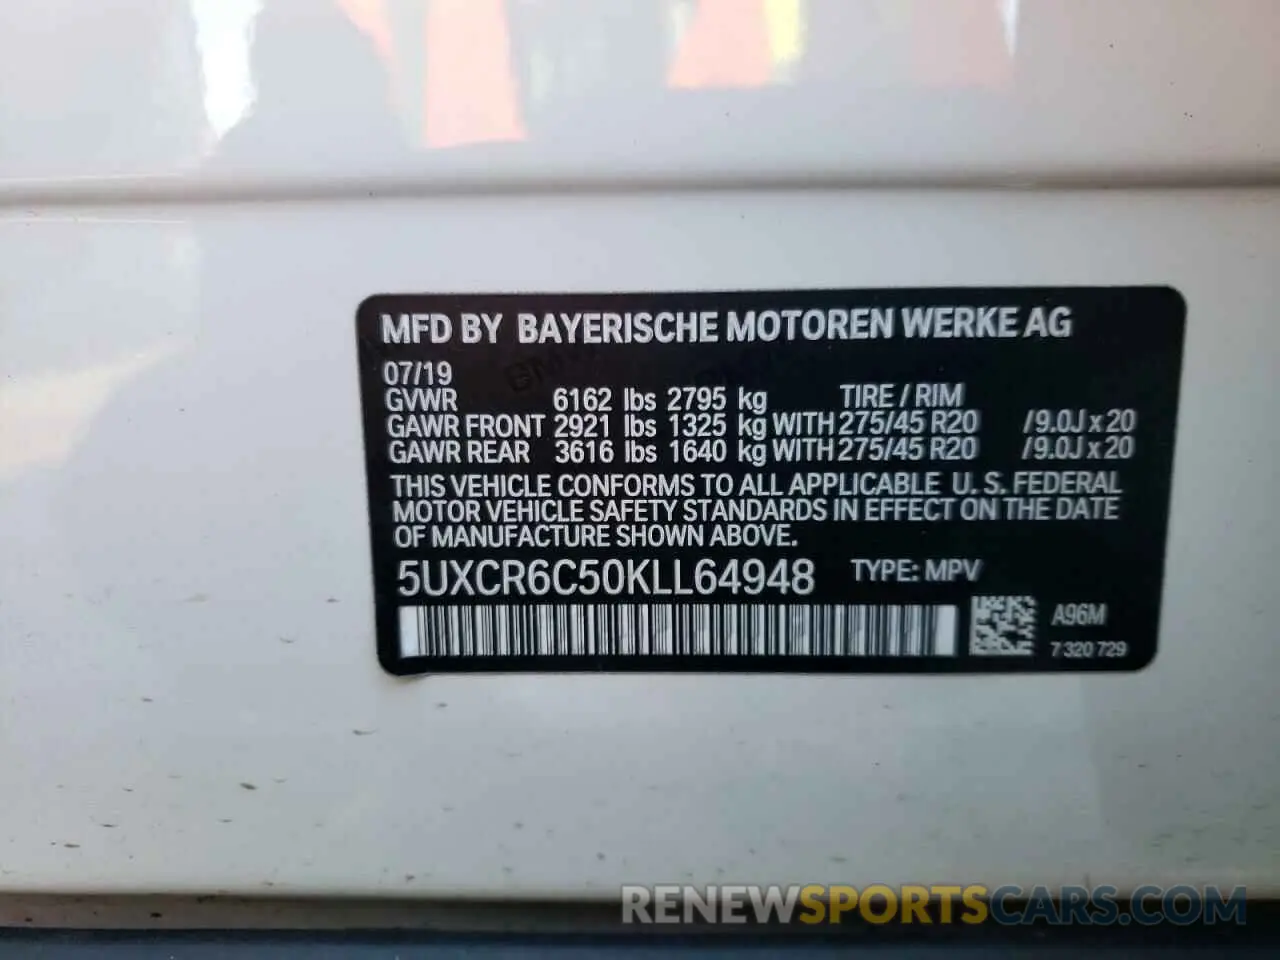 MFD BY BAYERISCHE MOTOREN WERKE AG
07/19
GVWR 6162 lbs 2795 kg TIRE / RIM
GAWR FRONT 2921 lbs 1325 kg WITH 275/45 R20 /9.0J x 20
GAWR REAR 3616 lbs 1640 kg WITH 275/45 R20 /9.0J x 20
THIS VEHICLE CONFORMS TO ALL APPLICABLE U. S. FEDERAL
MOTOR VEHICLE SAFETY STANDARDS IN EFFECT ON THE DATE
OF MANUFACTURE SHOWN ABOVE.
5UXCR6C50KLL64948 TYPE: MPV
A96M
7 320 729
RENEWSPORTSCARS.COM